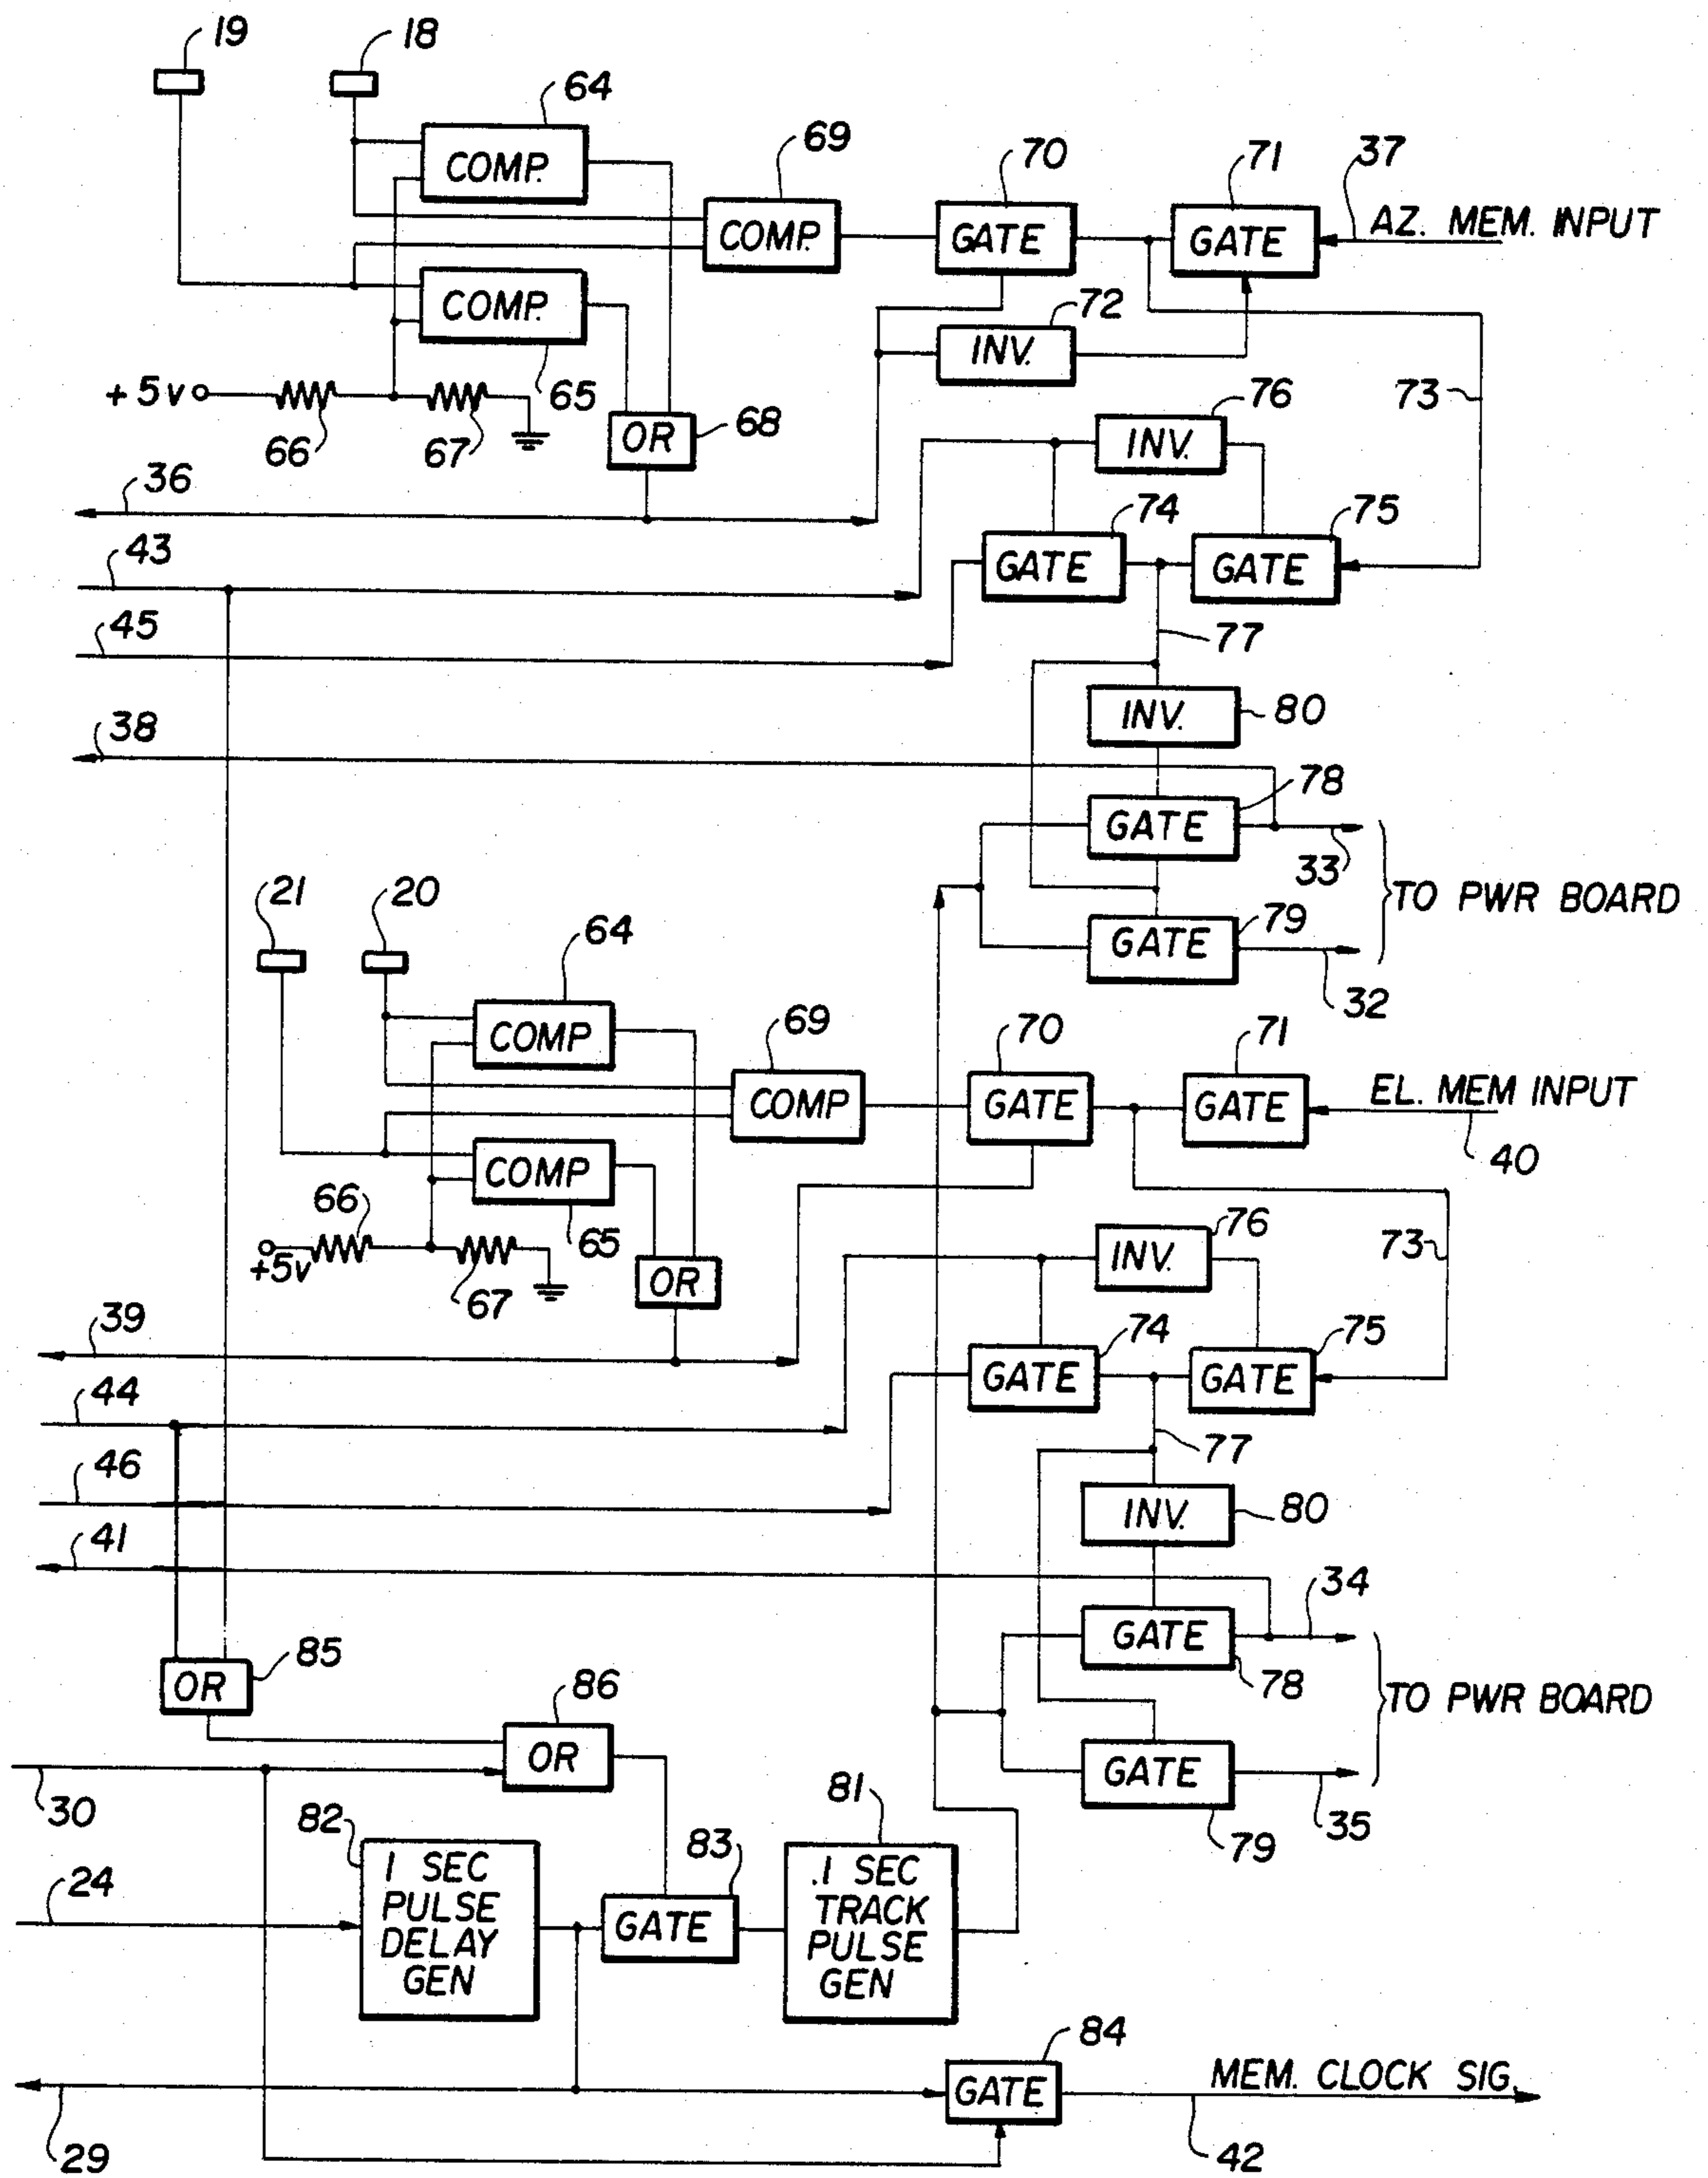 19
18
64
COMP.
69
COMP.
70
GATE
71
GATE
37
AZ. MEM. INPUT
COMP.
65
72
INV.
+5v
66
67
OR
68
76
INV.
73
36
74
GATE
75
GATE
43
45
77
INV.
80
38
78
GATE
33
TO PWR BOARD
79
GATE
32
21
20
64
COMP
69
COMP
70
GATE
71
GATE
EL. MEM INPUT
40
COMP
65
66
+5v
67
OR
76
INV.
73
39
74
GATE
75
GATE
44
46
77
INV.
80
41
34
GATE
78
TO PWR BOARD
GATE
79
35
OR
85
86
OR
30
82
1 SEC
PULSE
DELAY
GEN
83
GATE
81
.1 SEC
TRACK
PULSE
GEN
24
84
GATE
MEM. CLOCK SIG.
42
29